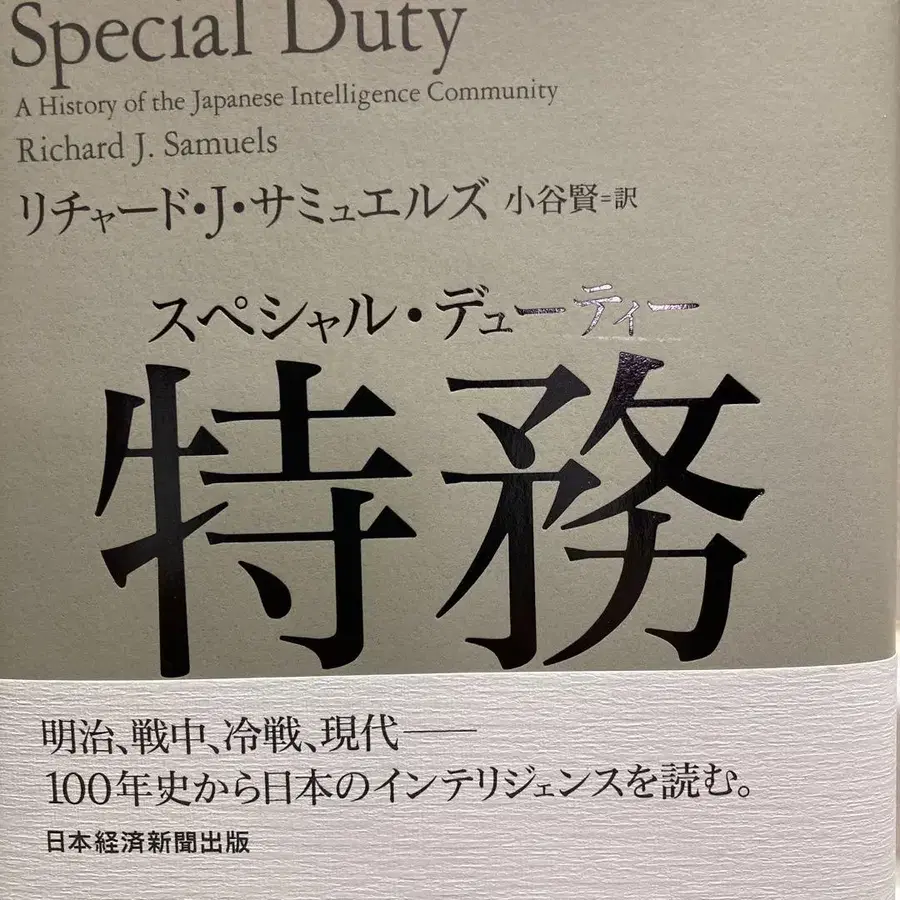 Special Duty
A History of the Japanese Intelligence Community
Richard J. Samuels
リチャード・J・サミュエルズ 小谷賢=訳
スペシャル・デューティー
特務
明治、戦中、冷戦、現代——
100年史から日本のインテリジェンスを読む。
日本経済新聞出版